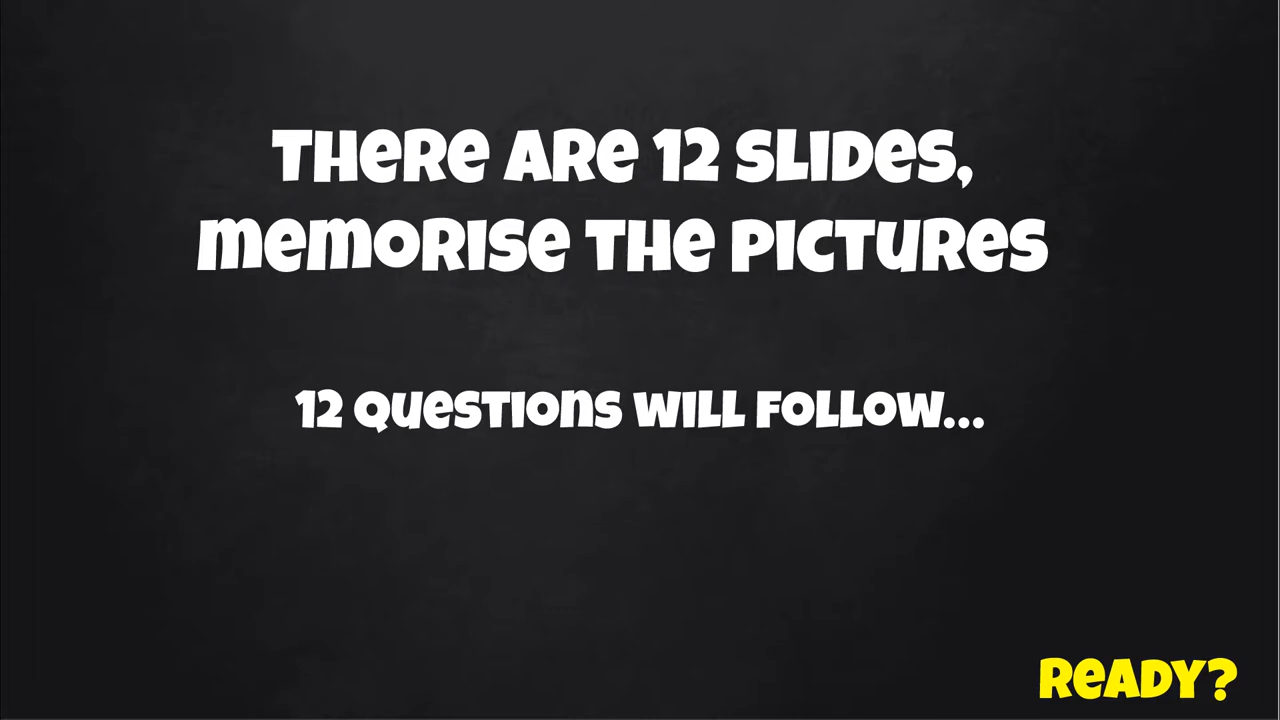 THERE ARE 12 SLIDES,
MEMORISE THE PICTURES
12 QUESTIONS WILL FOLLOW...
READY?